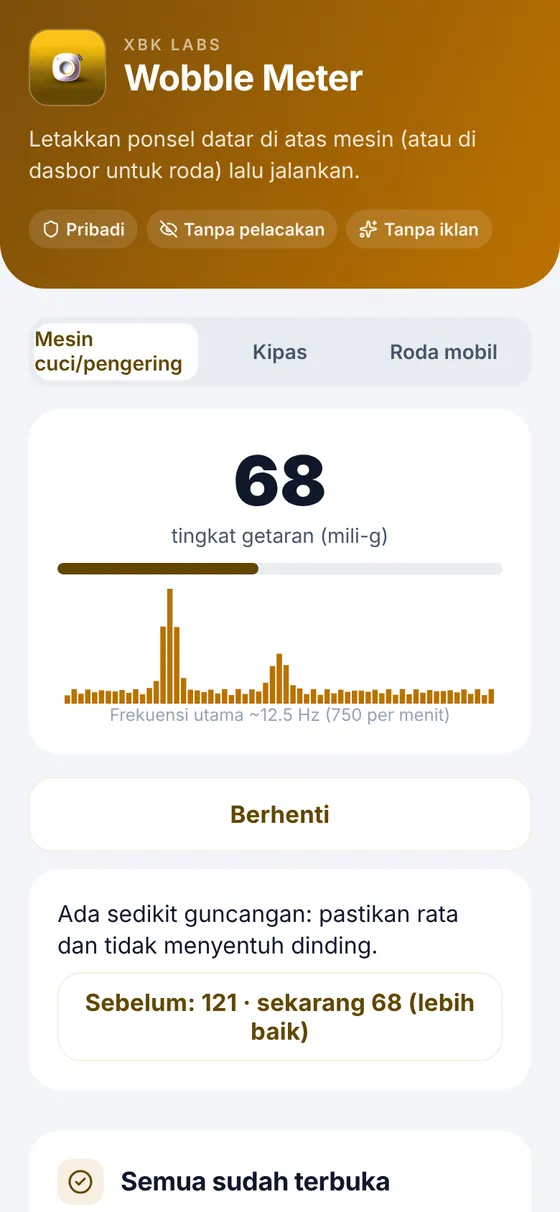 XBK LABS
Wobble Meter
Letakkan ponsel datar di atas mesin (atau di
dasbor untuk roda) lalu jalankan.
Pribadi
Tanpa pelacakan
Tanpa iklan
Mesin
cuci/pengering
Kipas
Roda mobil
68
tingkat getaran (mili-g)
Frekuensi utama ~12.5 Hz (750 per menit)
Berhenti
Ada sedikit guncangan: pastikan rata
dan tidak menyentuh dinding.
Sebelum: 121 · sekarang 68 (lebih
baik)
Semua sudah terbuka